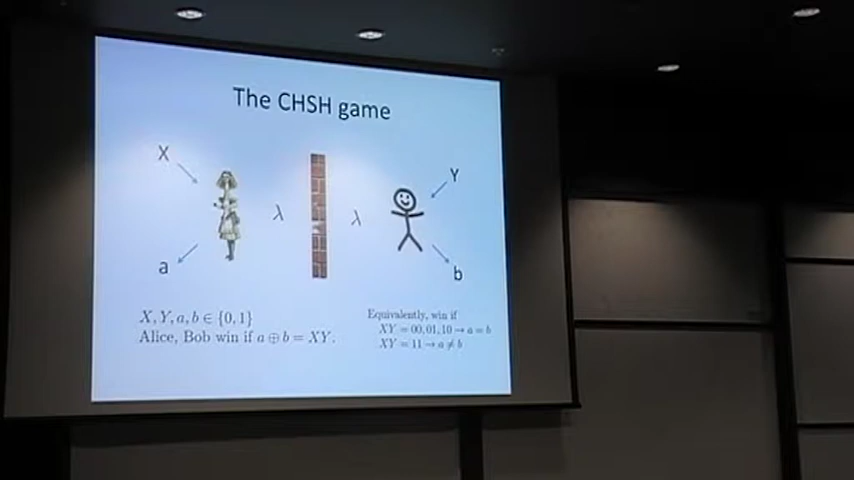 The CHSH game
X
Y
λ
λ
a
b
X, Y, a, b ∈ {0, 1}
Alice, Bob win if a ⊕ b = XY.
Equivalently, win if
XY = 00, 01, 10 → a = b
XY = 11 → a ≠ b